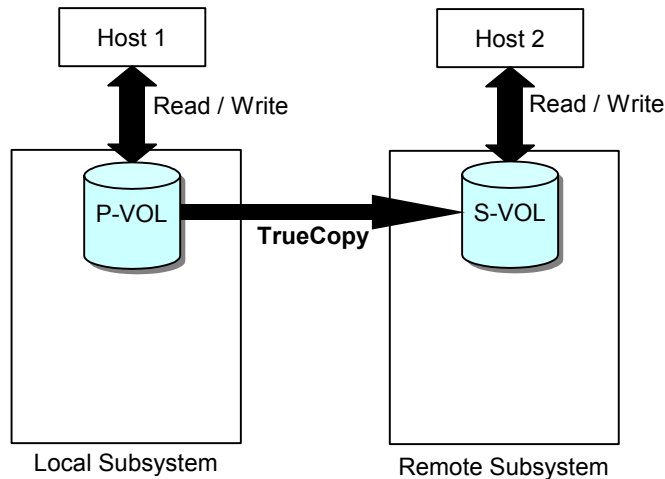 Host 1
Host 2
Read / Write
Read / Write
P-VOL
S-VOL
TrueCopy
Local Subsystem
Remote Subsystem